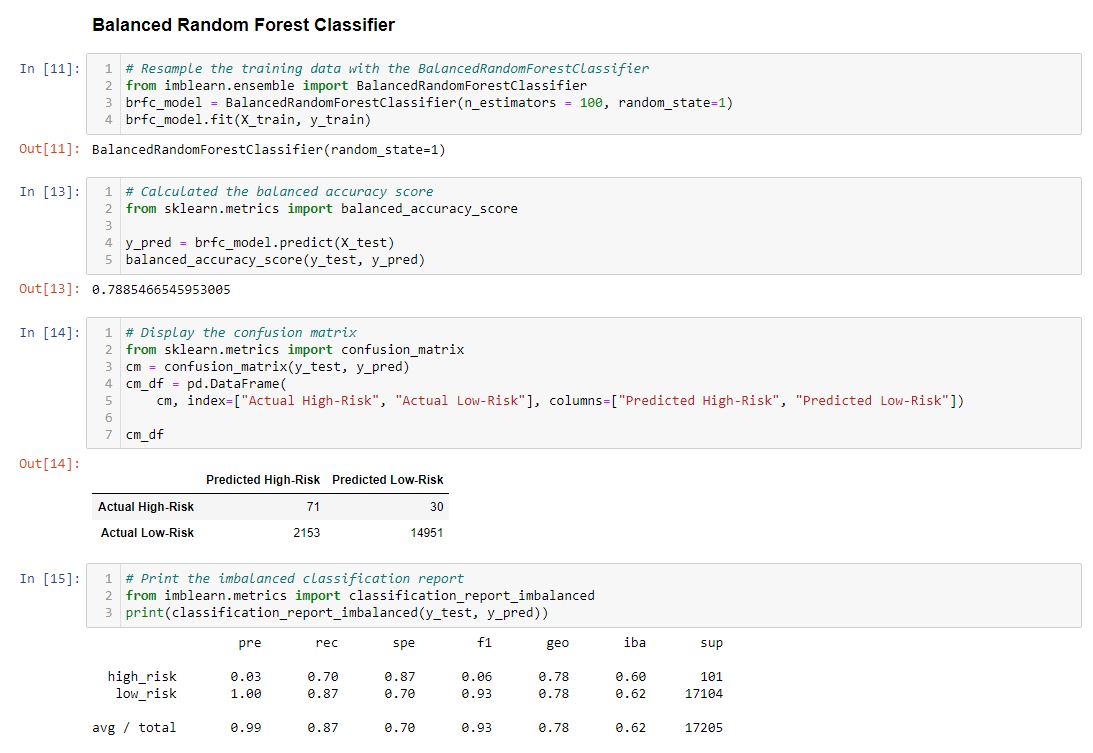 Balanced Random Forest Classifier
In [11]:
1 # Resample the training data with the BalancedRandomForestClassifier
2 from imblearn.ensemble import BalancedRandomForestClassifier
3 brfc_model = BalancedRandomForestClassifier(n_estimators = 100, random_state=1)
4 brfc_model.fit(X_train, y_train)
Out[11]: BalancedRandomForestClassifier(random_state=1)
In [13]:
1 # Calculated the balanced accuracy score
2 from sklearn.metrics import balanced_accuracy_score
3
4 y_pred = brfc_model.predict(X_test)
5 balanced_accuracy_score(y_test, y_pred)
Out[13]: 0.7885466545953005
In [14]:
1 # Display the confusion matrix
2 from sklearn.metrics import confusion_matrix
3 cm = confusion_matrix(y_test, y_pred)
4 cm_df = pd.DataFrame(
5     cm, index=["Actual High-Risk", "Actual Low-Risk"], columns=["Predicted High-Risk", "Predicted Low-Risk"])
6
7 cm_df
Out[14]:
Predicted High-Risk Predicted Low-Risk
Actual High-Risk 71 30
Actual Low-Risk 2153 14951
In [15]:
1 # Print the imbalanced classification report
2 from imblearn.metrics import classification_report_imbalanced
3 print(classification_report_imbalanced(y_test, y_pred))
pre rec spe f1 geo iba sup
high_risk 0.03 0.70 0.87 0.06 0.78 0.60 101
low_risk 1.00 0.87 0.70 0.93 0.78 0.62 17104
avg / total 0.99 0.87 0.70 0.93 0.78 0.62 17205